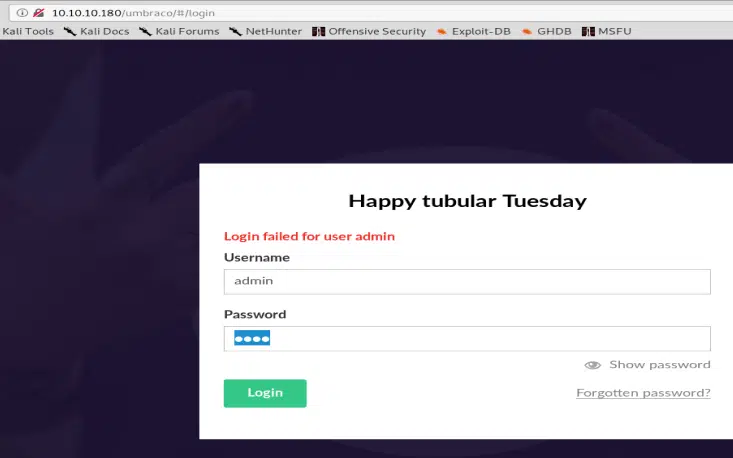 10.10.10.180/umbraco/#/login
Kali Tools Kali Docs Kali Forums NetHunter Offensive Security Exploit-DB GHDB MSFU
Happy tubular Tuesday
Login failed for user admin
Username
admin
Password
Show password
Login Forgotten password?